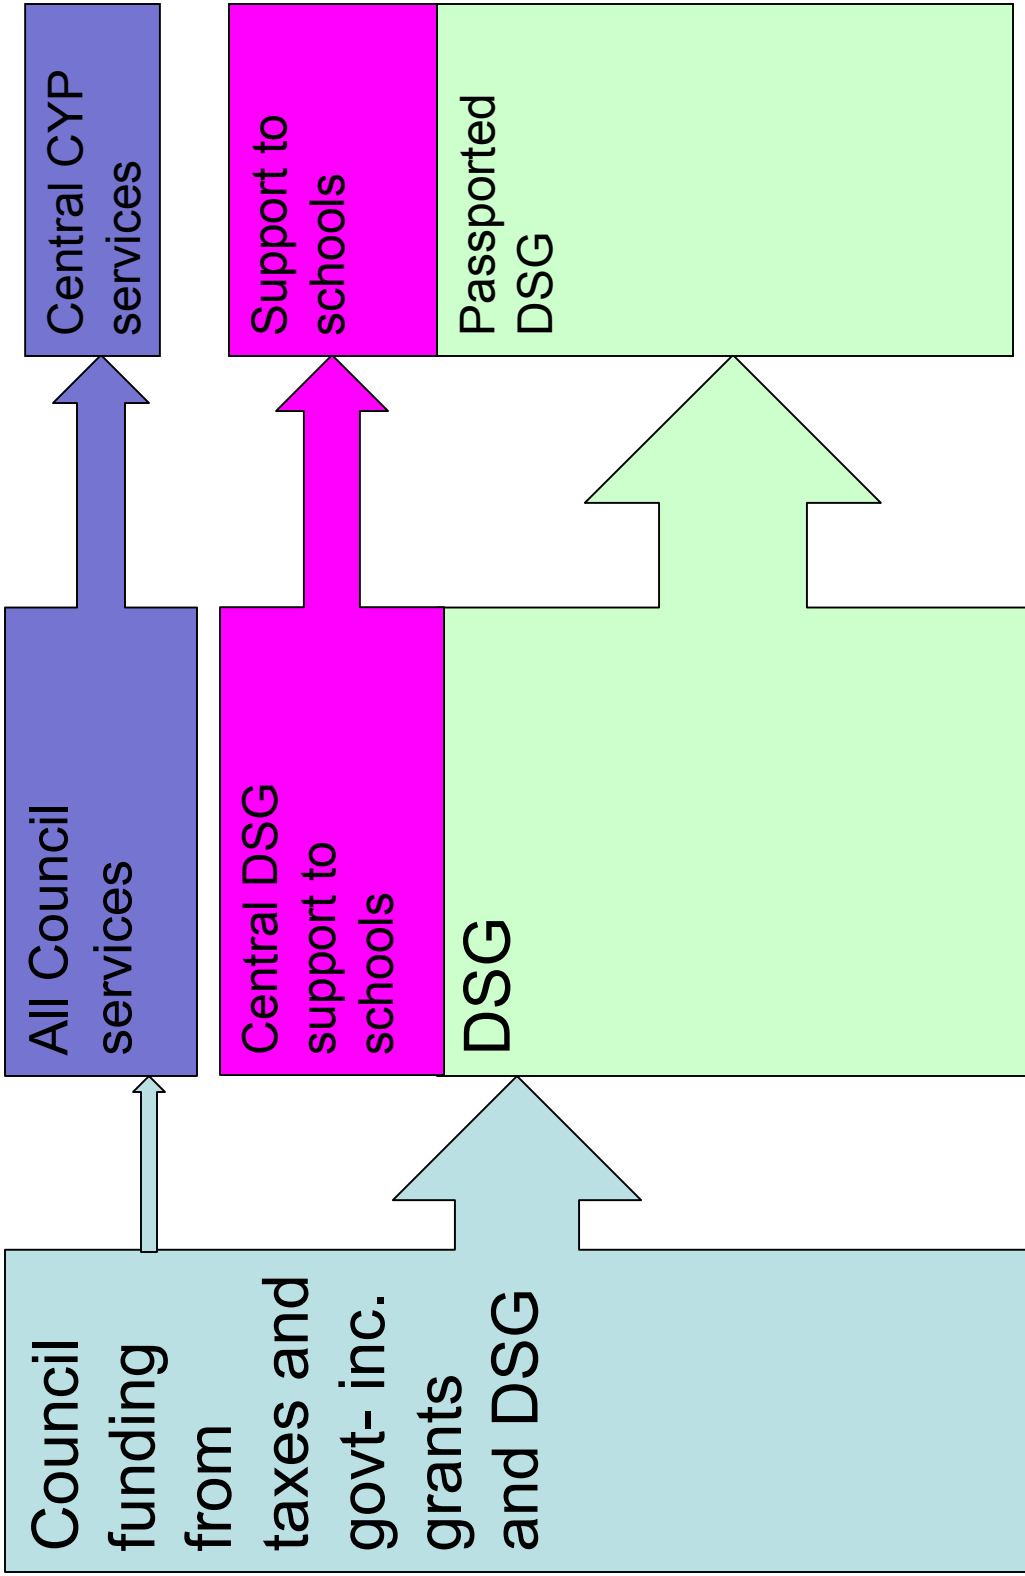 Council
funding
from
taxes and
govt- inc.
grants
and DSG
All Council
services
Central DSG
support to
schools
DSG
Central CYP
services
Support to
schools
Passported
DSG